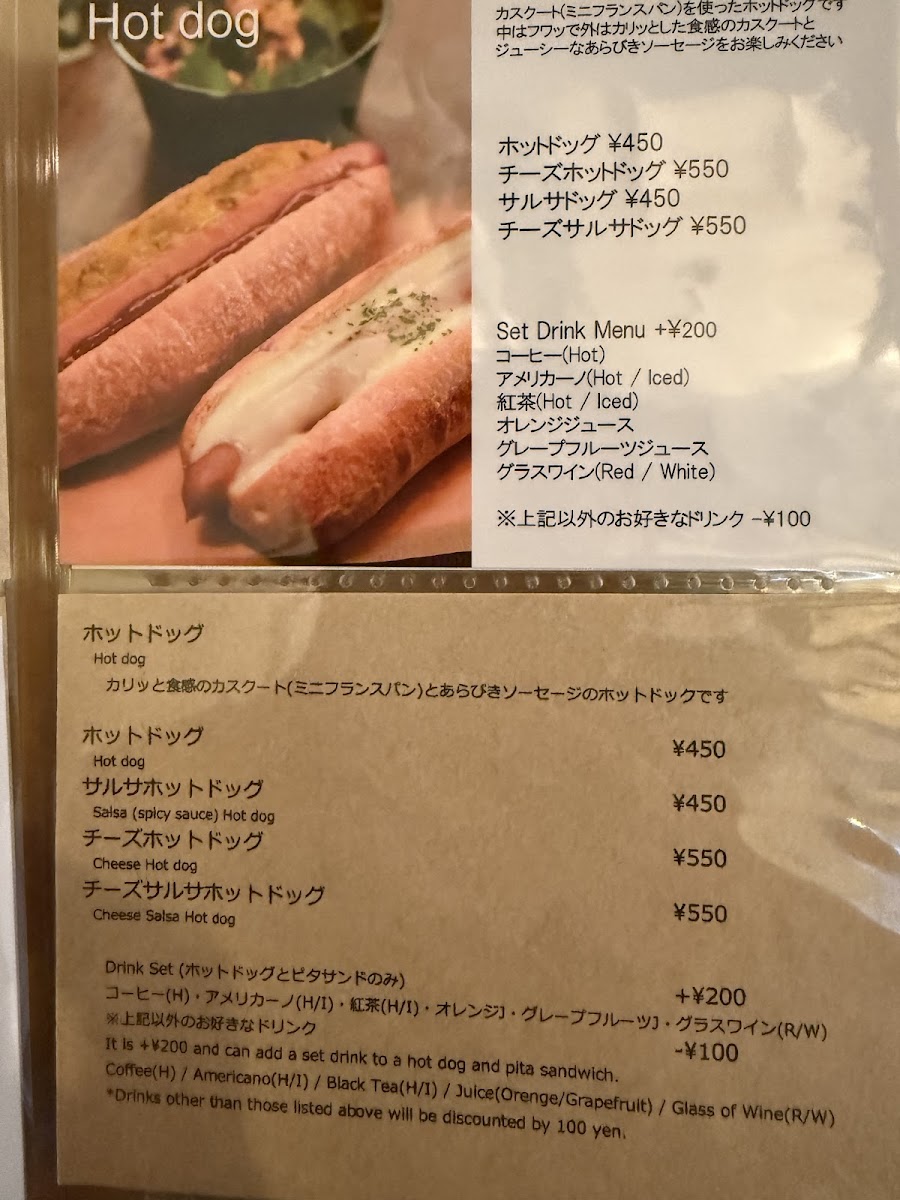 Hot dog
カスクート(ミニフランスパン)を使ったホットドッグです
中はフワッで外はカリッとした食感のカスクートと
ジューシーなあらびきソーセージをお楽しみください
ホットドッグ ¥450
チーズホットドッグ ¥550
サルサドッグ ¥450
チーズサルサドッグ ¥550
Set Drink Menu +¥200
コーヒー(Hot)
アメリカーノ(Hot / Iced)
紅茶(Hot / Iced)
オレンジジュース
グレープフルーツジュース
グラスワイン(Red / White)
※上記以外のお好きなドリンク -¥100
ホットドッグ
Hot dog
カリッと食感のカスクート(ミニフランスパン)とあらびきソーセージのホットドックです
ホットドッグ ¥450
Hot dog
サルサホットドッグ ¥450
Salsa (spicy sauce) Hot dog
チーズホットドッグ ¥550
Cheese Hot dog
チーズサルサホットドッグ ¥550
Cheese Salsa Hot dog
Drink Set (ホットドッグとピタサンドのみ) +¥200
コーヒー(H)・アメリカーノ(H/I)・紅茶(H/I)・オレンジJ・グレープフルーツJ・グラスワイン(R/W)
※上記以外のお好きなドリンク -¥100
It is +¥200 and can add a set drink to a hot dog and pita sandwich.
Coffee(H) / Americano(H/I) / Black Tea(H/I) / Juice(Orenge/Grapefruit) / Glass of Wine(R/W)
*Drinks other than those listed above will be discounted by 100 yen.